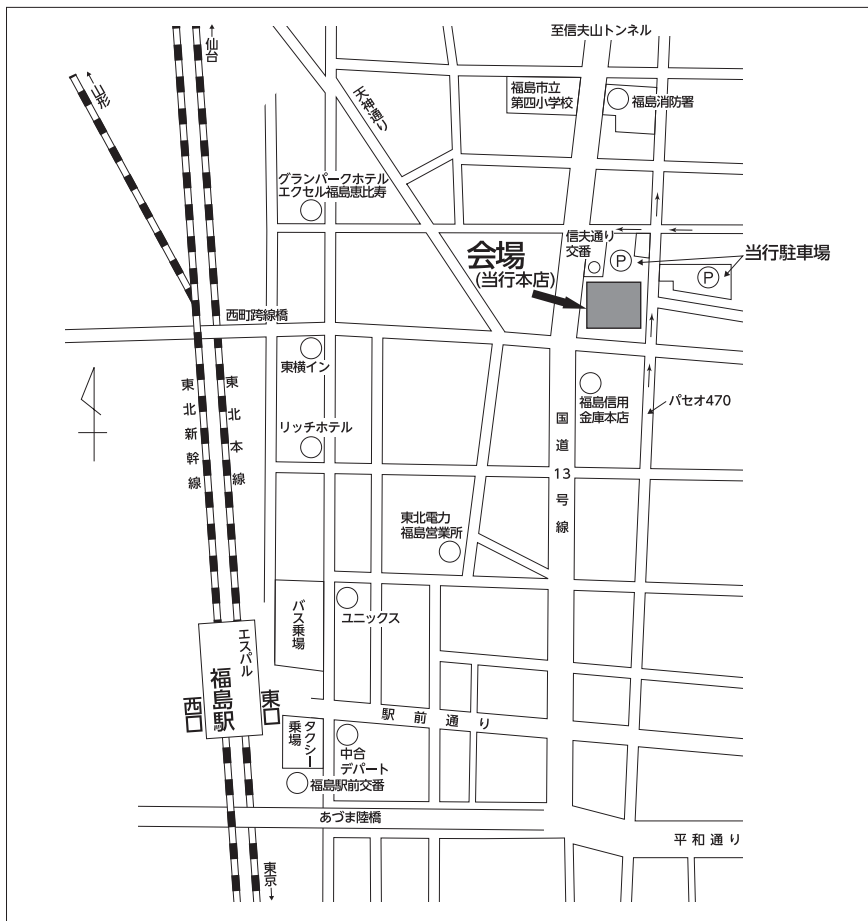 至信夫山トンネル
←仙台
←山形
天神通り
福島市立
第四小学校
福島消防署
グランパークホテル
エクセル福島恵比寿
信夫通り
交番
P
P
当行駐車場
会場
(当行本店)
西町跨線橋
東横イン
東北新幹線
東北本線
リッチホテル
福島信用
金庫本店
パセオ470
国道13号線
東北電力
福島営業所
バス乗場
ユニックス
エスパル
福島駅
西口
東口
駅前通り
タクシー
乗場
中合
デパート
福島駅前交番
あづま陸橋
平和通り
東京→